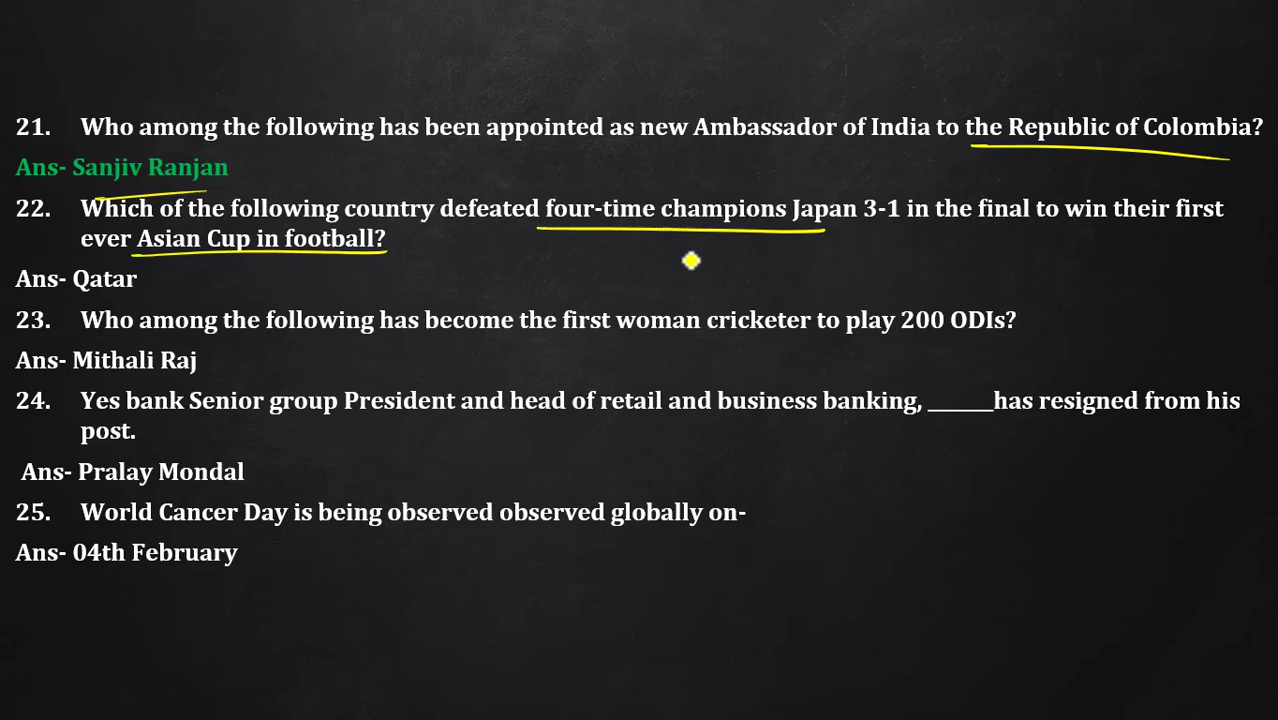 21. Who among the following has been appointed as new Ambassador of India to the Republic of Colombia?
Ans- Sanjiv Ranjan
22. Which of the following country defeated four-time champions Japan 3-1 in the final to win their first
ever Asian Cup in football?
Ans- Qatar
23. Who among the following has become the first woman cricketer to play 200 ODIs?
Ans- Mithali Raj
24. Yes bank Senior group President and head of retail and business banking, ______has resigned from his
post.
Ans- Pralay Mondal
25. World Cancer Day is being observed observed globally on-
Ans- 04th February